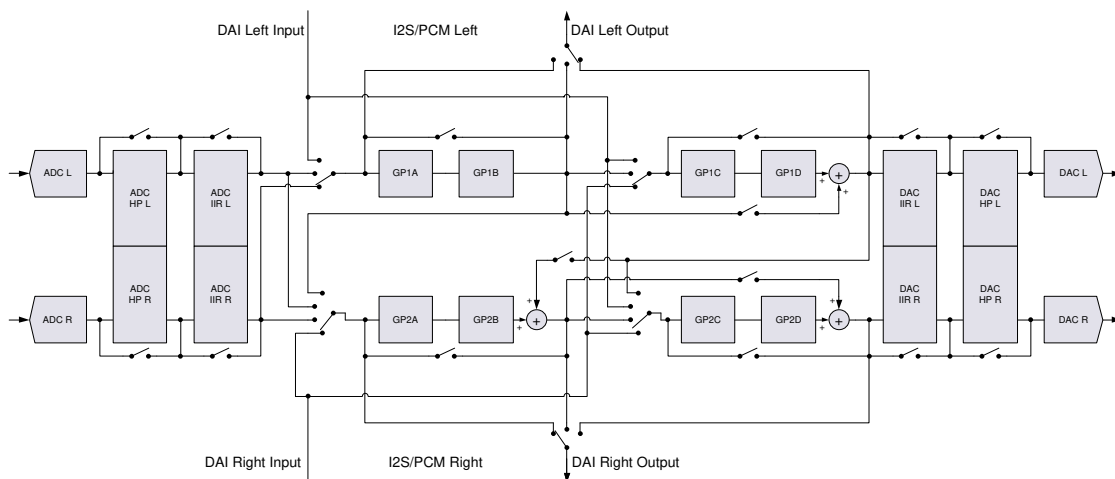 DAI Left Input
I2S/PCM Left
DAI Left Output
ADC L
ADC
HP L
ADC
IIR L
GP1A
GP1B
GP1C
GP1D
+
+
+
DAC
IIR L
DAC
HP L
DAC L
ADC R
ADC
HP R
ADC
IIR R
GP2A
GP2B
+
+
+
GP2C
GP2D
+
+
+
DAC
IIR R
DAC
HP R
DAC R
DAI Right Input
I2S/PCM Right
DAI Right Output